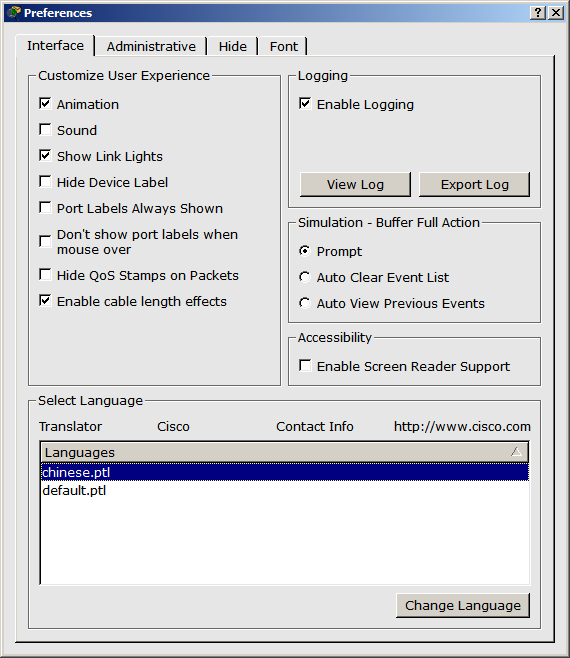 Preferences
Interface
Administrative
Hide
Font
Customize User Experience
Animation
Sound
Show Link Lights
Hide Device Label
Port Labels Always Shown
Don't show port labels when
mouse over
Hide QoS Stamps on Packets
Enable cable length effects
Logging
Enable Logging
View Log
Export Log
Simulation - Buffer Full Action
Prompt
Auto Clear Event List
Auto View Previous Events
Accessibility
Enable Screen Reader Support
Select Language
Translator Cisco Contact Info http://www.cisco.com
Languages
chinese.ptl
default.ptl
Change Language